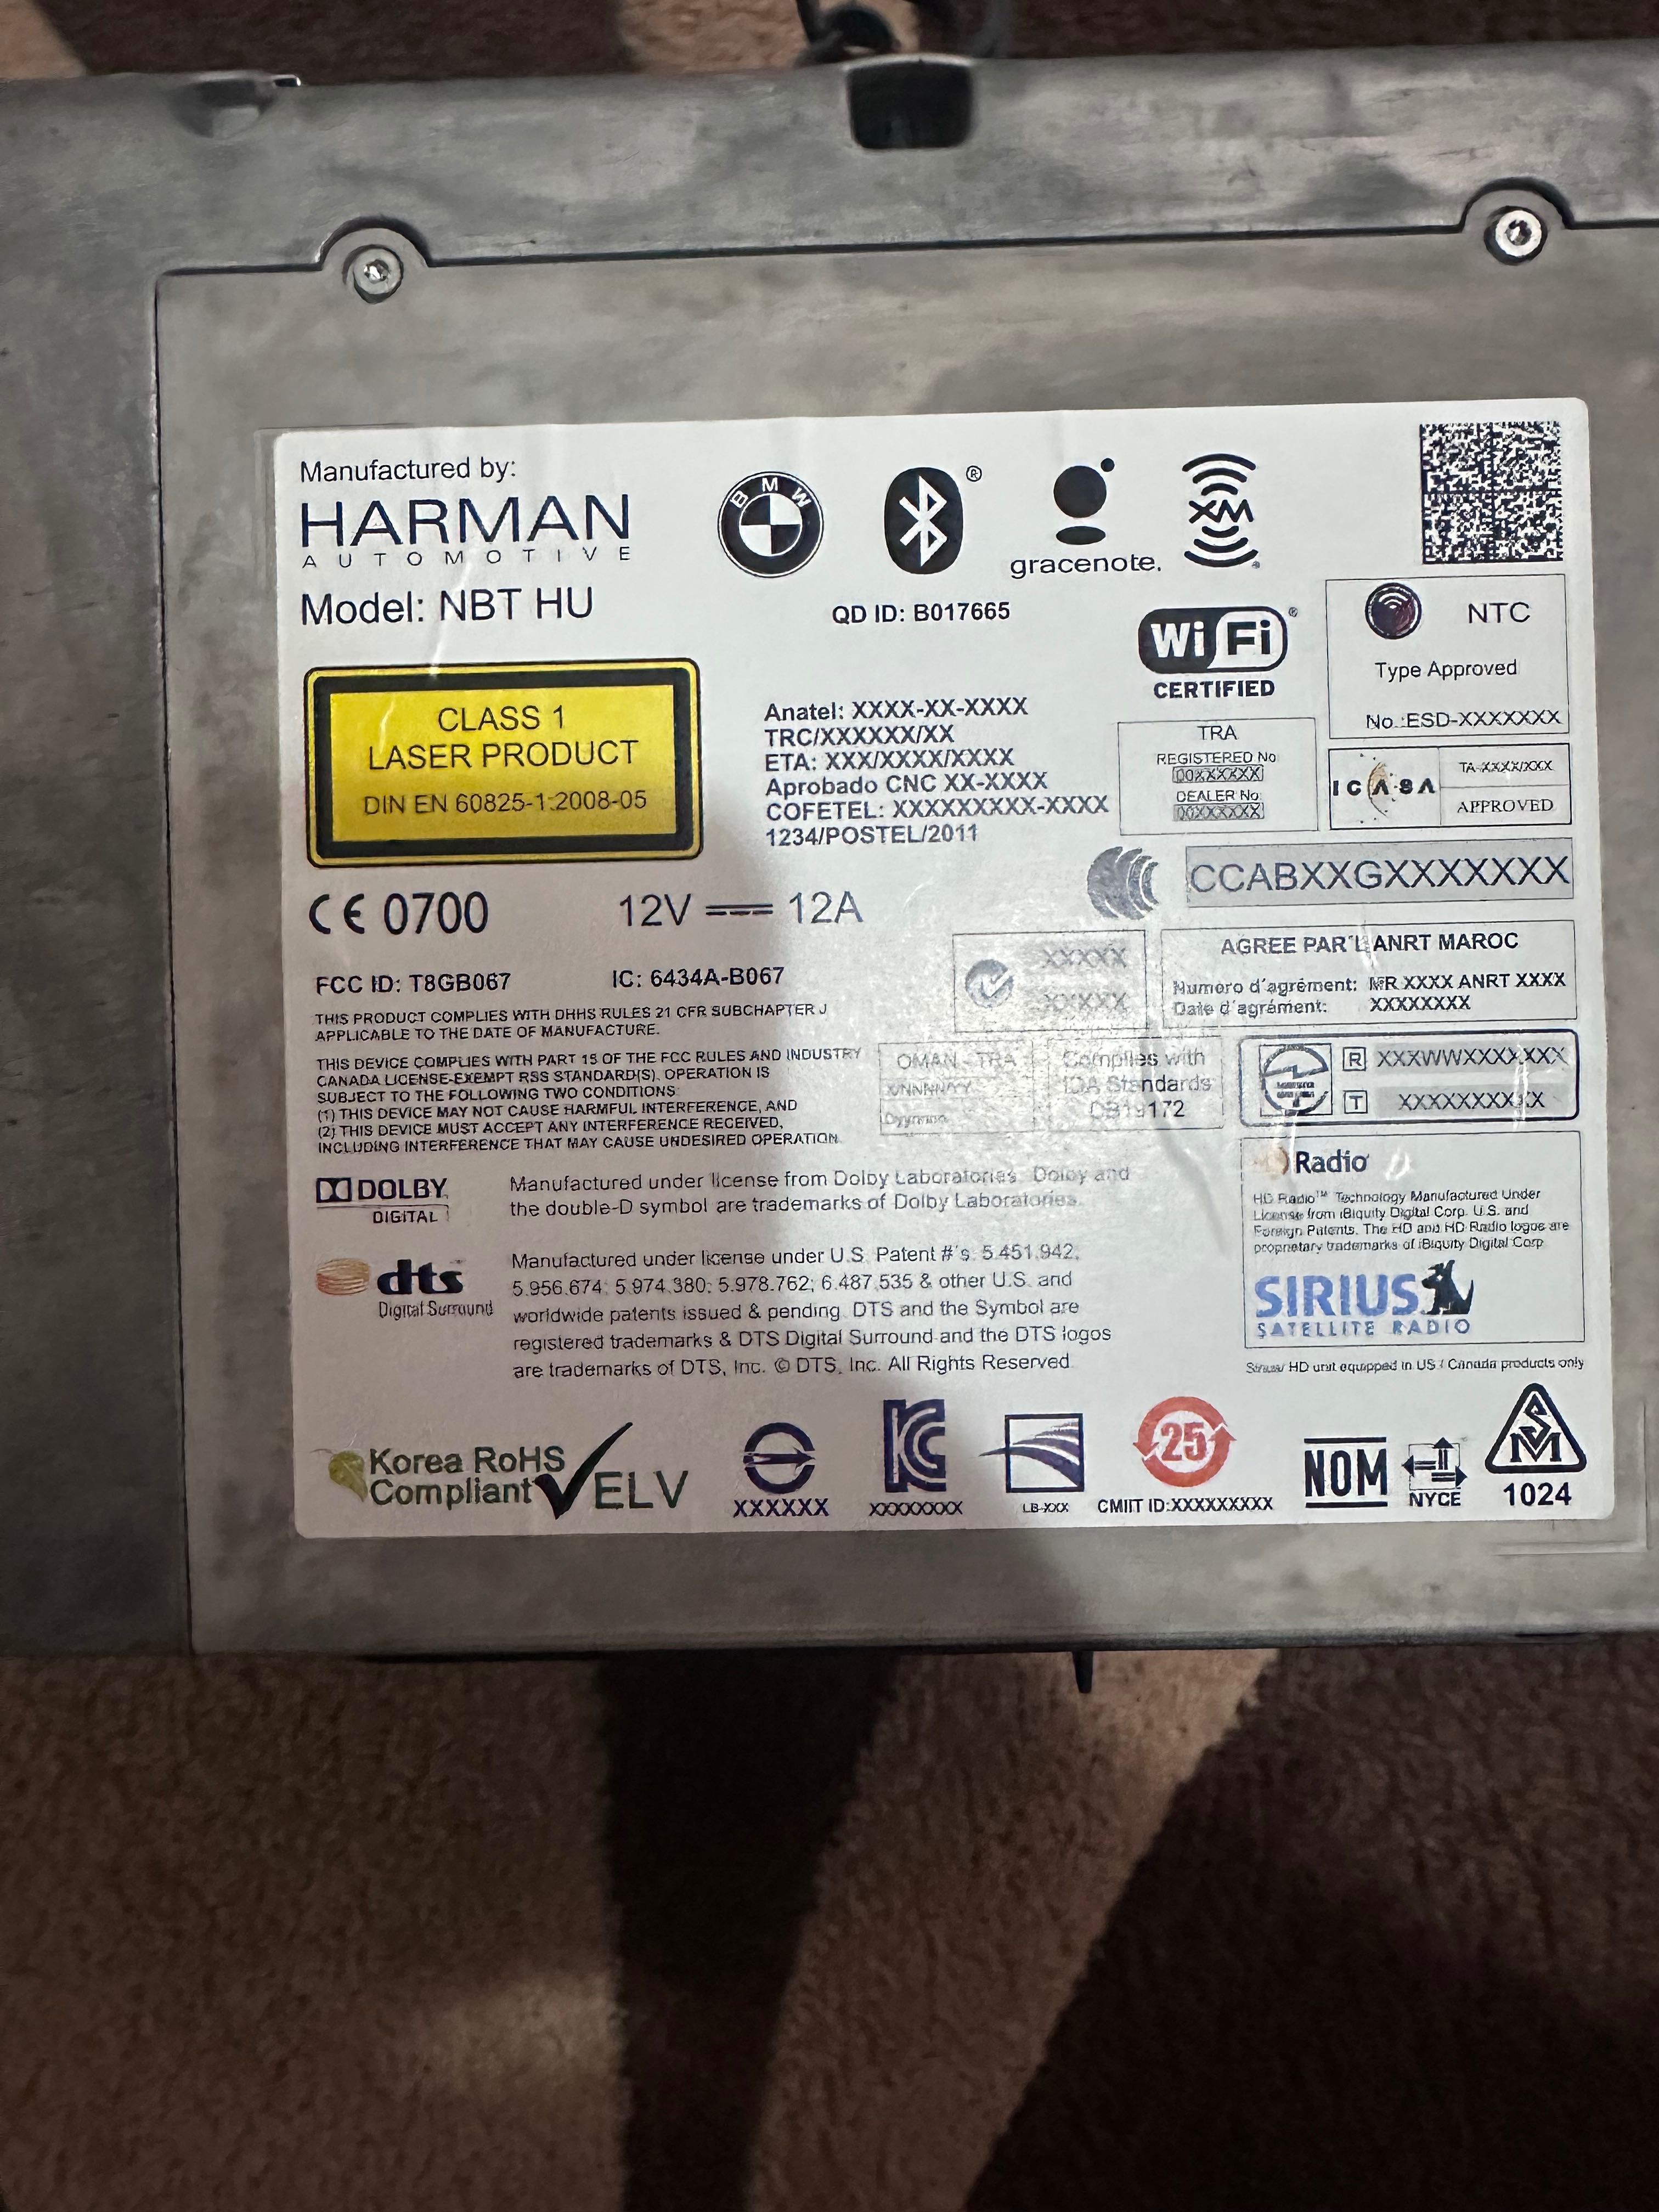 Manufactured by:
HARMAN
AUTOMOTIVE
Model: NBT HU
BMW
®
gracenote.
XM
QD ID: B017665
Wi Fi ®
CERTIFIED
NTC
Type Approved
No.:ESD-XXXXXXX
CLASS 1
LASER PRODUCT
DIN EN 60825-1:2008-05
Anatel: XXXX-XX-XXXX
TRC/XXXXXX/XX
ETA: XXX/XXXX/XXXX
Aprobado CNC XX-XXXX
COFETEL: XXXXXXXXX-XXXX
1234/POSTEL/2011
TRA
REGISTERED No
00XXXXXX
DEALER No:
00XXXXXX
ICASA
TA-XXXX/XXX
APPROVED
CCABXXGXXXXXXX
CE 0700
12V 12A
FCC ID: T8GB067
IC: 6434A-B067
XXXXX
XXXXX
AGREE PAR'L ANRT MAROC
Numéro d'agrément: MR XXXX ANRT XXXX
Date d'agrément: XXXXXXXX
THIS PRODUCT COMPLIES WITH DHHS RULES 21 CFR SUBCHAPTER J
APPLICABLE TO THE DATE OF MANUFACTURE.
THIS DEVICE COMPLIES WITH PART 15 OF THE FCC RULES AND INDUSTRY
CANADA LICENSE-EXEMPT RSS STANDARD(S). OPERATION IS
SUBJECT TO THE FOLLOWING TWO CONDITIONS:
(1) THIS DEVICE MAY NOT CAUSE HARMFUL INTERFERENCE, AND
(2) THIS DEVICE MUST ACCEPT ANY INTERFERENCE RECEIVED,
INCLUDING INTERFERENCE THAT MAY CAUSE UNDESIRED OPERATION.
OMAN - TRA
Complies with
IDA Standards
DB19172
R XXXWWXXXXXXX
T XXXXXXXXXX
DOLBY
DIGITAL
Manufactured under license from Dolby Laboratories. Dolby and
the double-D symbol are trademarks of Dolby Laboratories.
dts
Digital Surround
Manufactured under license under U.S. Patent #'s: 5.451.942;
5.956.674; 5.974.380; 5.978.762; 6.487.535 & other U.S. and
worldwide patents issued & pending. DTS and the Symbol are
registered trademarks & DTS Digital Surround and the DTS logos
are trademarks of DTS, Inc. © DTS, Inc. All Rights Reserved.
Radio
HD Radio™ Technology Manufactured Under
License from iBiquity Digital Corp. U.S. and
Foreign Patents. The HD and HD Radio logos are
proprietary trademarks of iBiquity Digital Corp.
SIRIUS
SATELLITE RADIO
Sirius/ HD unit equipped in US / Canada products only
Korea RoHS
Compliant
ELV
XXXXXX
KC
XXXXXXXX
LB-XXX
25
CMIIT ID:XXXXXXXXX
NOM
NYCE
SM
1024